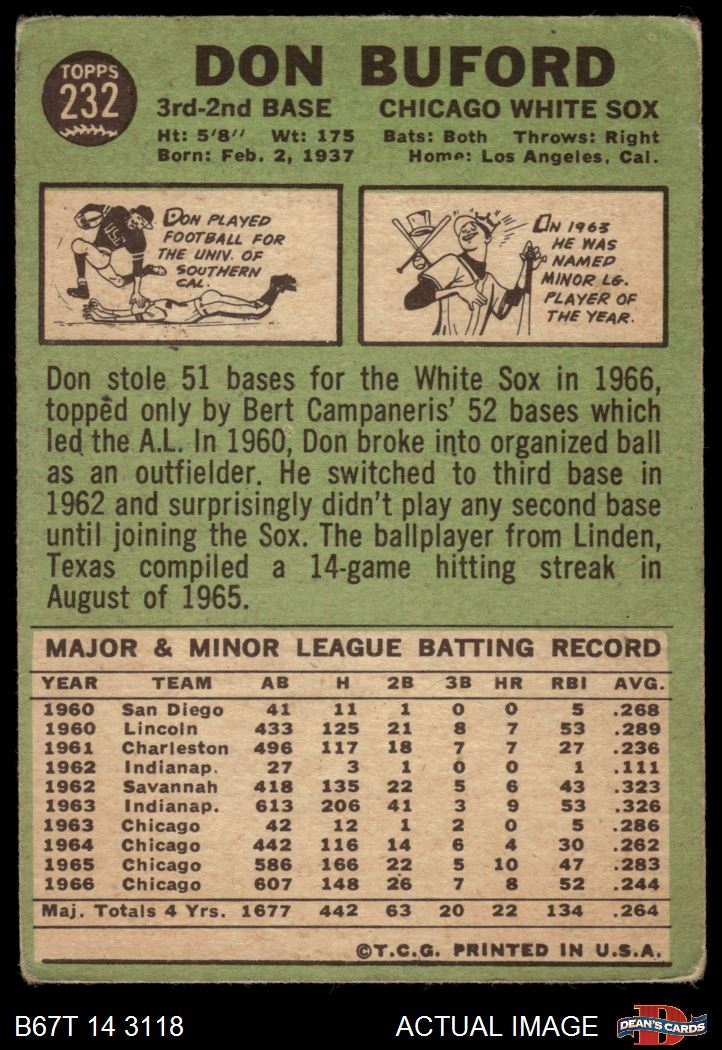 TOPPS
232
DON BUFORD
3rd-2nd BASE CHICAGO WHITE SOX
Ht: 5'8" Wt: 175 Bats: Both Throws: Right
Born: Feb. 2, 1937 Home: Los Angeles, Cal.
USC
DON PLAYED
FOOTBALL FOR
THE UNIV. OF
SOUTHERN
CAL.
IN 1963
HE WAS
NAMED
MINOR LG.
PLAYER OF
THE YEAR.
Don stole 51 bases for the White Sox in 1966,
topped only by Bert Campaneris' 52 bases which
led the A.L. In 1960, Don broke into organized ball
as an outfielder. He switched to third base in
1962 and surprisingly didn't play any second base
until joining the Sox. The ballplayer from Linden,
Texas compiled a 14-game hitting streak in
August of 1965.
MAJOR & MINOR LEAGUE BATTING RECORD
YEAR TEAM AB H 2B 3B HR RBI AVG.
1960 San Diego 41 11 1 0 0 5 .268
1960 Lincoln 433 125 21 8 7 53 .289
1961 Charleston 496 117 18 7 7 27 .236
1962 Indianap. 27 3 1 0 0 1 .111
1962 Savannah 418 135 22 5 6 43 .323
1963 Indianap. 613 206 41 3 9 53 .326
1963 Chicago 42 12 1 2 0 5 .286
1964 Chicago 442 116 14 6 4 30 .262
1965 Chicago 586 166 22 5 10 47 .283
1966 Chicago 607 148 26 7 8 52 .244
Maj. Totals 4 Yrs. 1677 442 63 20 22 134 .264
©T.C.G. PRINTED IN U.S.A.
B67T 14 3118 ACTUAL IMAGE
D
DEAN'S CARDS